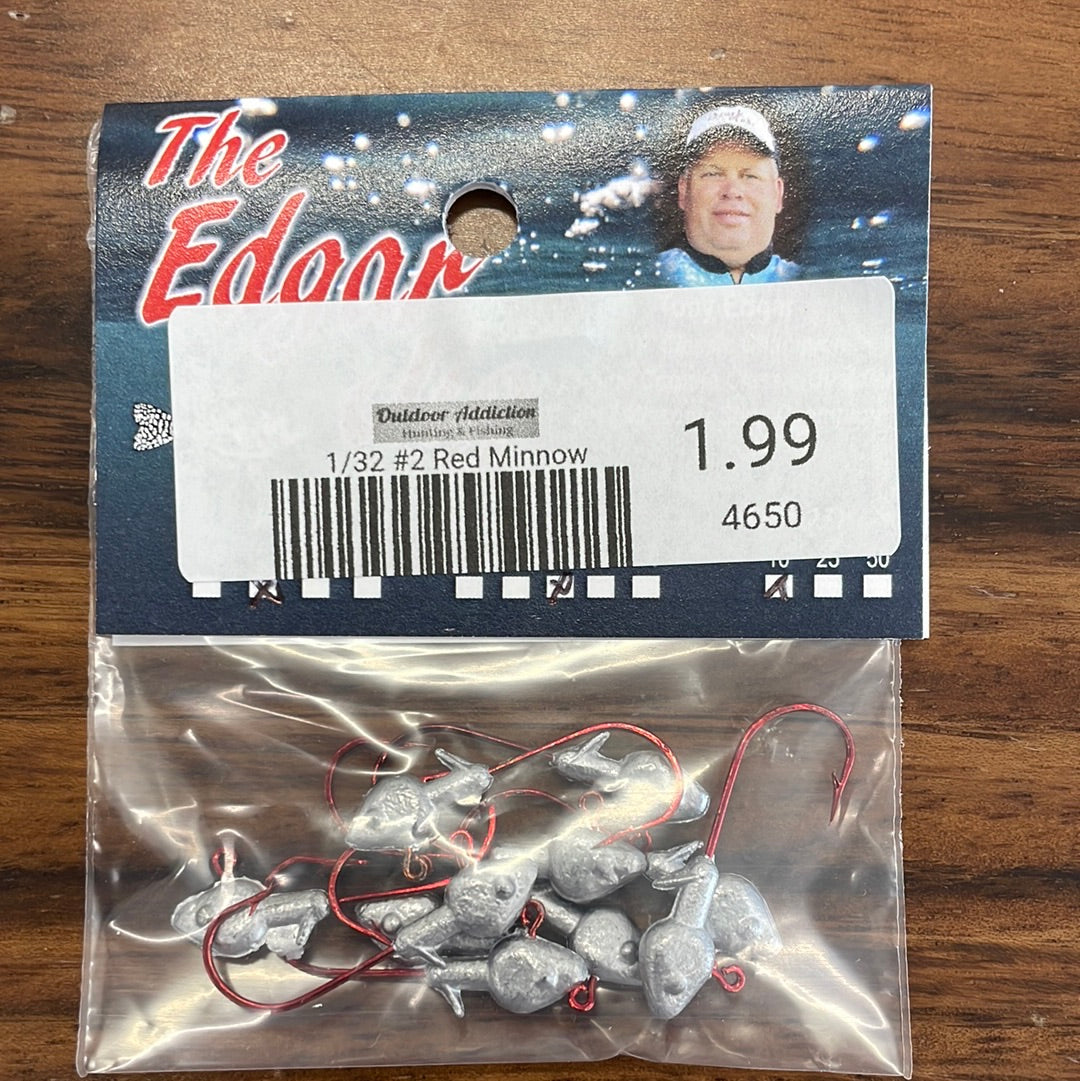 The
Edgar
Outdoor Addiction
Hunting & Fishing
1/32 #2 Red Minnow
1.99
4650
10 25 50